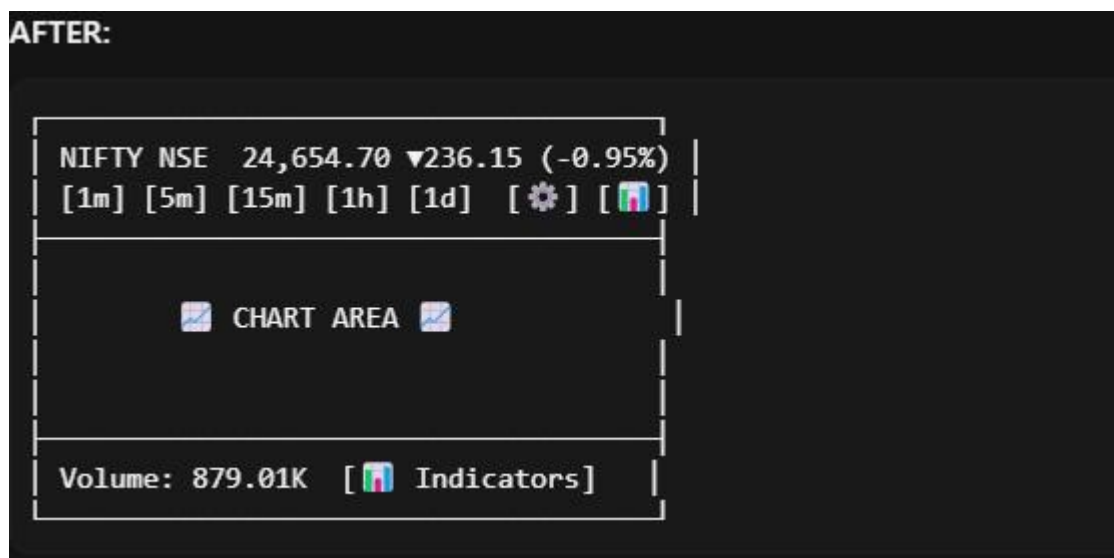 AFTER:
NIFTY NSE 24,654.70 ▼236.15 (-0.95%)
[1m] [5m] [15m] [1h] [1d] [⚙️] [📊]
📈 CHART AREA 📈
Volume: 879.01K [📊 Indicators]